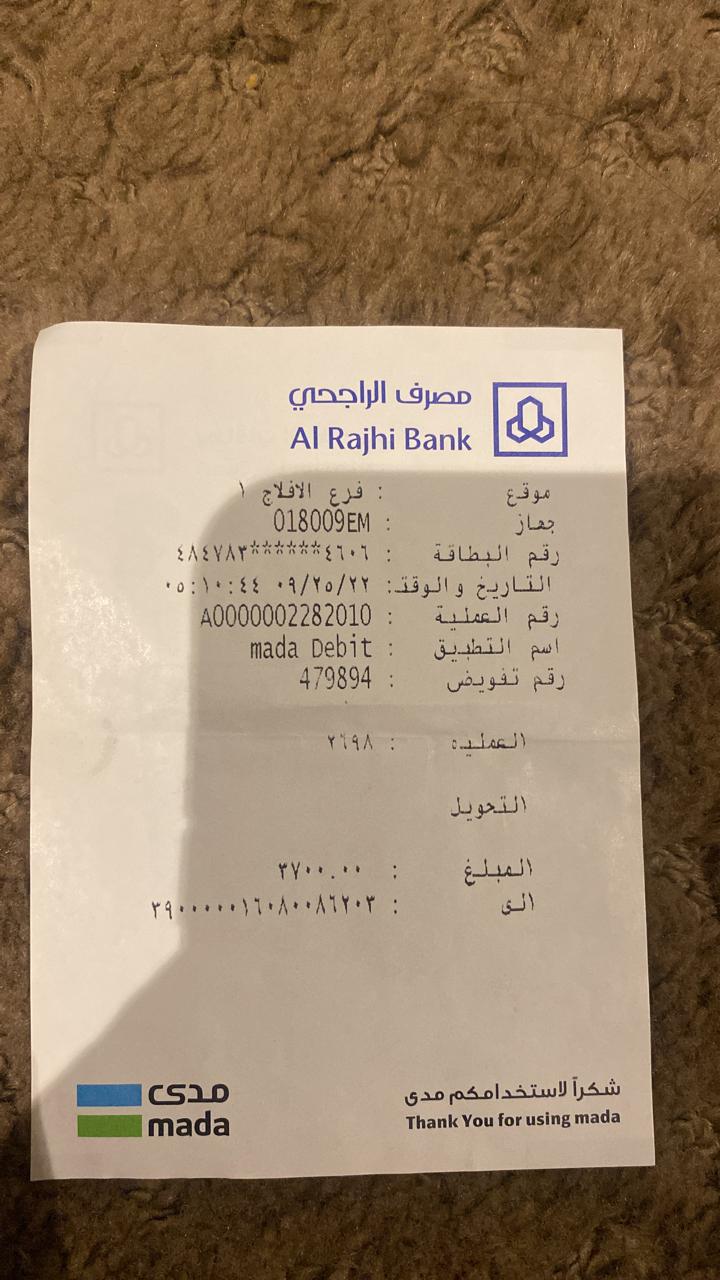 مصرف الراجحي
Al Rajhi Bank
موقع : فرع الافلاج ١
جهاز : 018009EM
رقم البطاقة : ٤٨٤٧٨٣******٤٦٠٦
التاريخ والوقت: ٠٩/٢٥/٢٢ ٠٥:١٠:٤٤
رقم العملية : A0000002282010
اسم التطبيق : mada Debit
رقم تفويض : 479894
العمليه : ٢٦٩٨
التحويل
المبلغ : ٣٧٠٠.٠٠
الى : ٣٩٠٠٠٠٠٠١٦٠٨٠٠٨٦٢٠٣
شكراً لاستخدامكم مدى
Thank You for using mada
مدى
mada